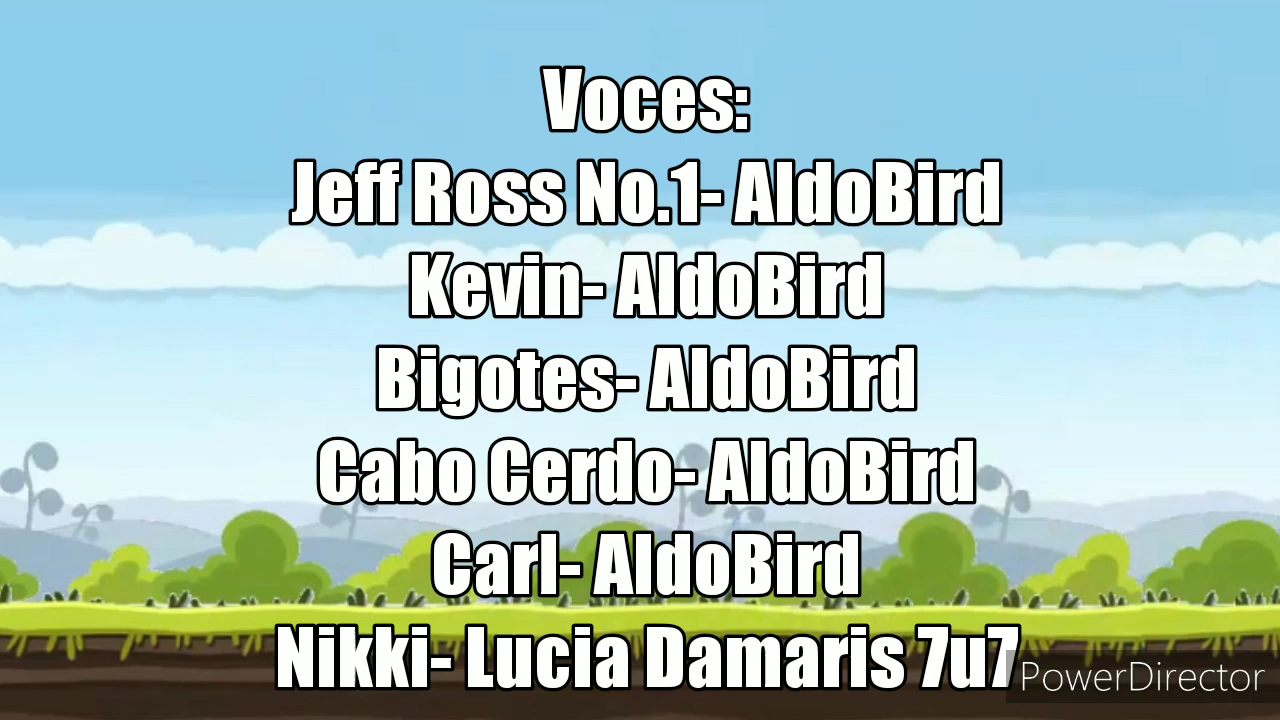 Voces:
Jeff Ross No.1- AldoBird
Kevin- AldoBird
Bigotes- AldoBird
Cabo Cerdo- AldoBird
Carl- AldoBird
Nikki- Lucia Damaris 7u7
PowerDirector